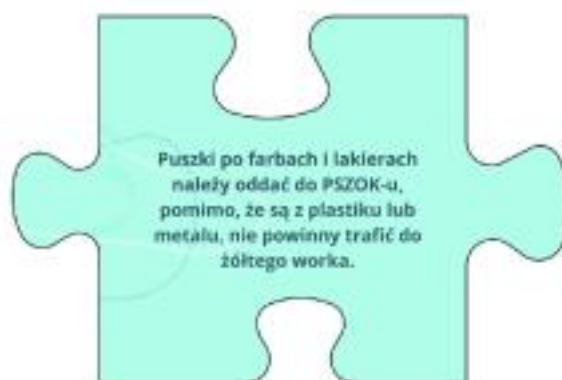 Puszki po farbach i lakierach
należy oddać do PSZOK-u,
pomimo, że są z plastiku lub
metalu, nie powinny trafić do
żółtego worka.